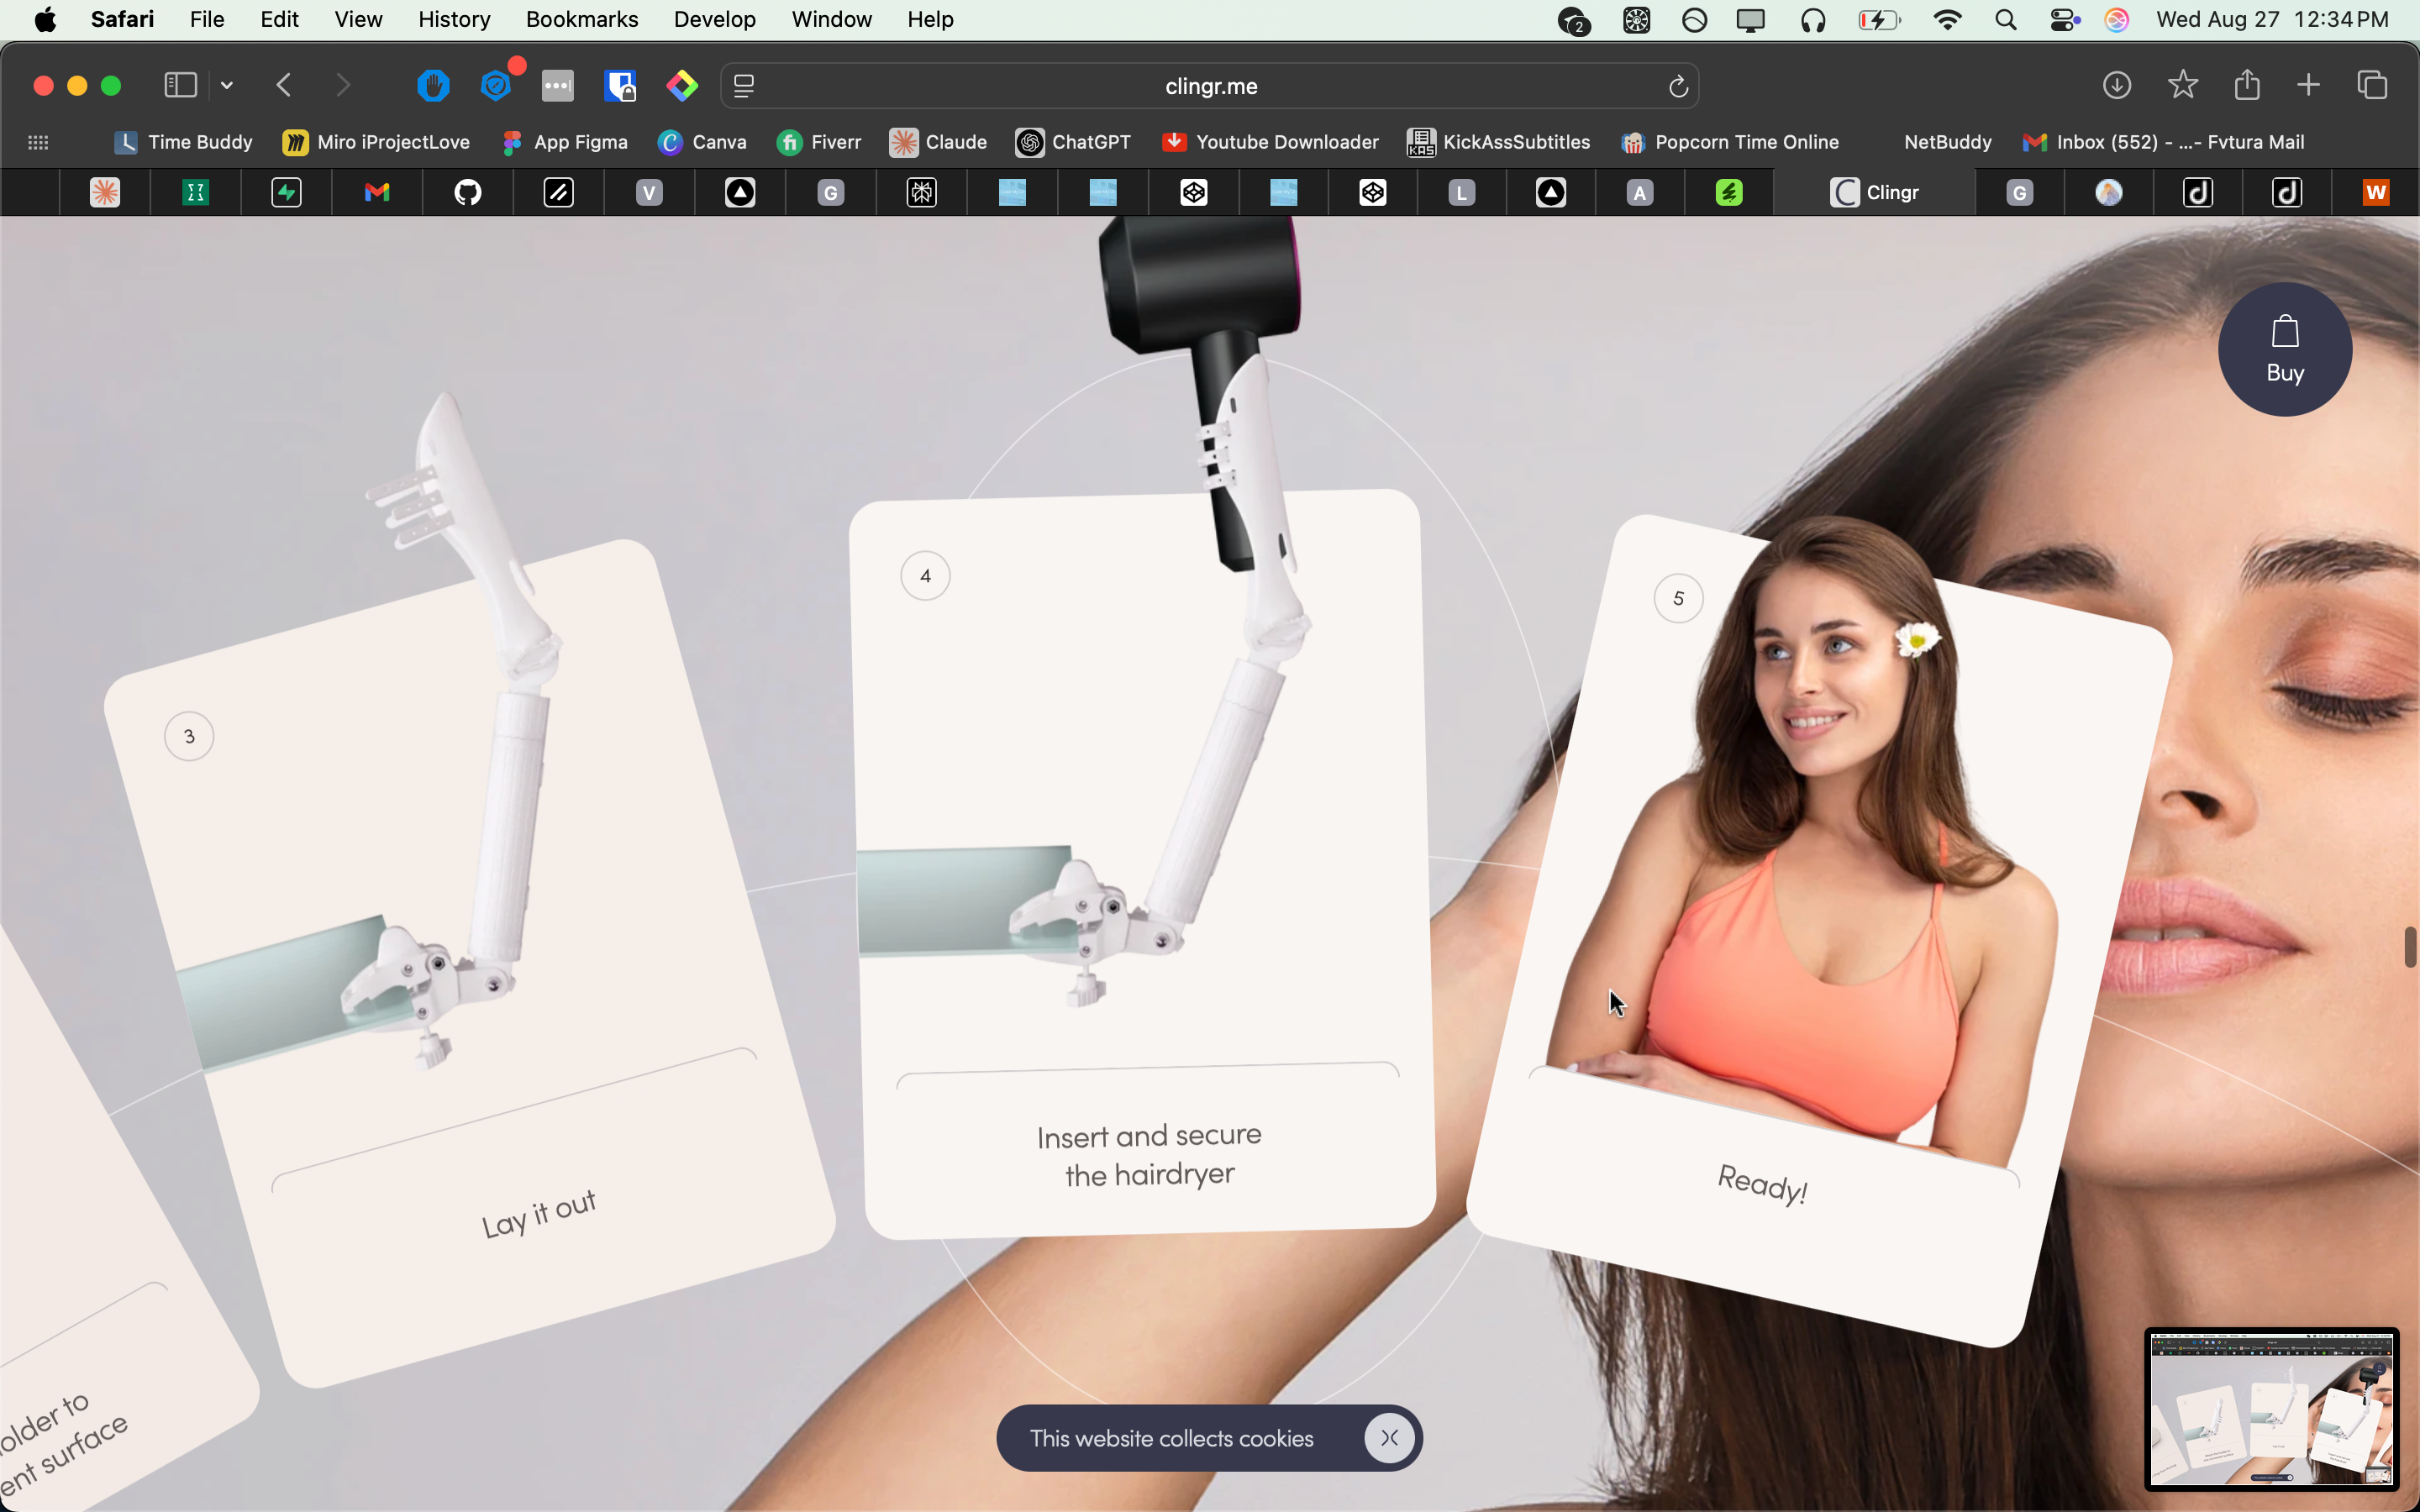 Safari File Edit View History Bookmarks Develop Window Help 2 Wed Aug 27 12:34 PM
clingr.me
Time Buddy Miro iProjectLove App Figma Canva Fiverr Claude ChatGPT Youtube Downloader KAS KickAssSubtitles Popcorn Time Online NetBuddy Inbox (552) - ...- Fvtura Mail
V G L A Clingr G W
Buy
3
4
5
Lay it out
Insert and secure
the hairdryer
Ready!
older to
ent surface
This website collects cookies